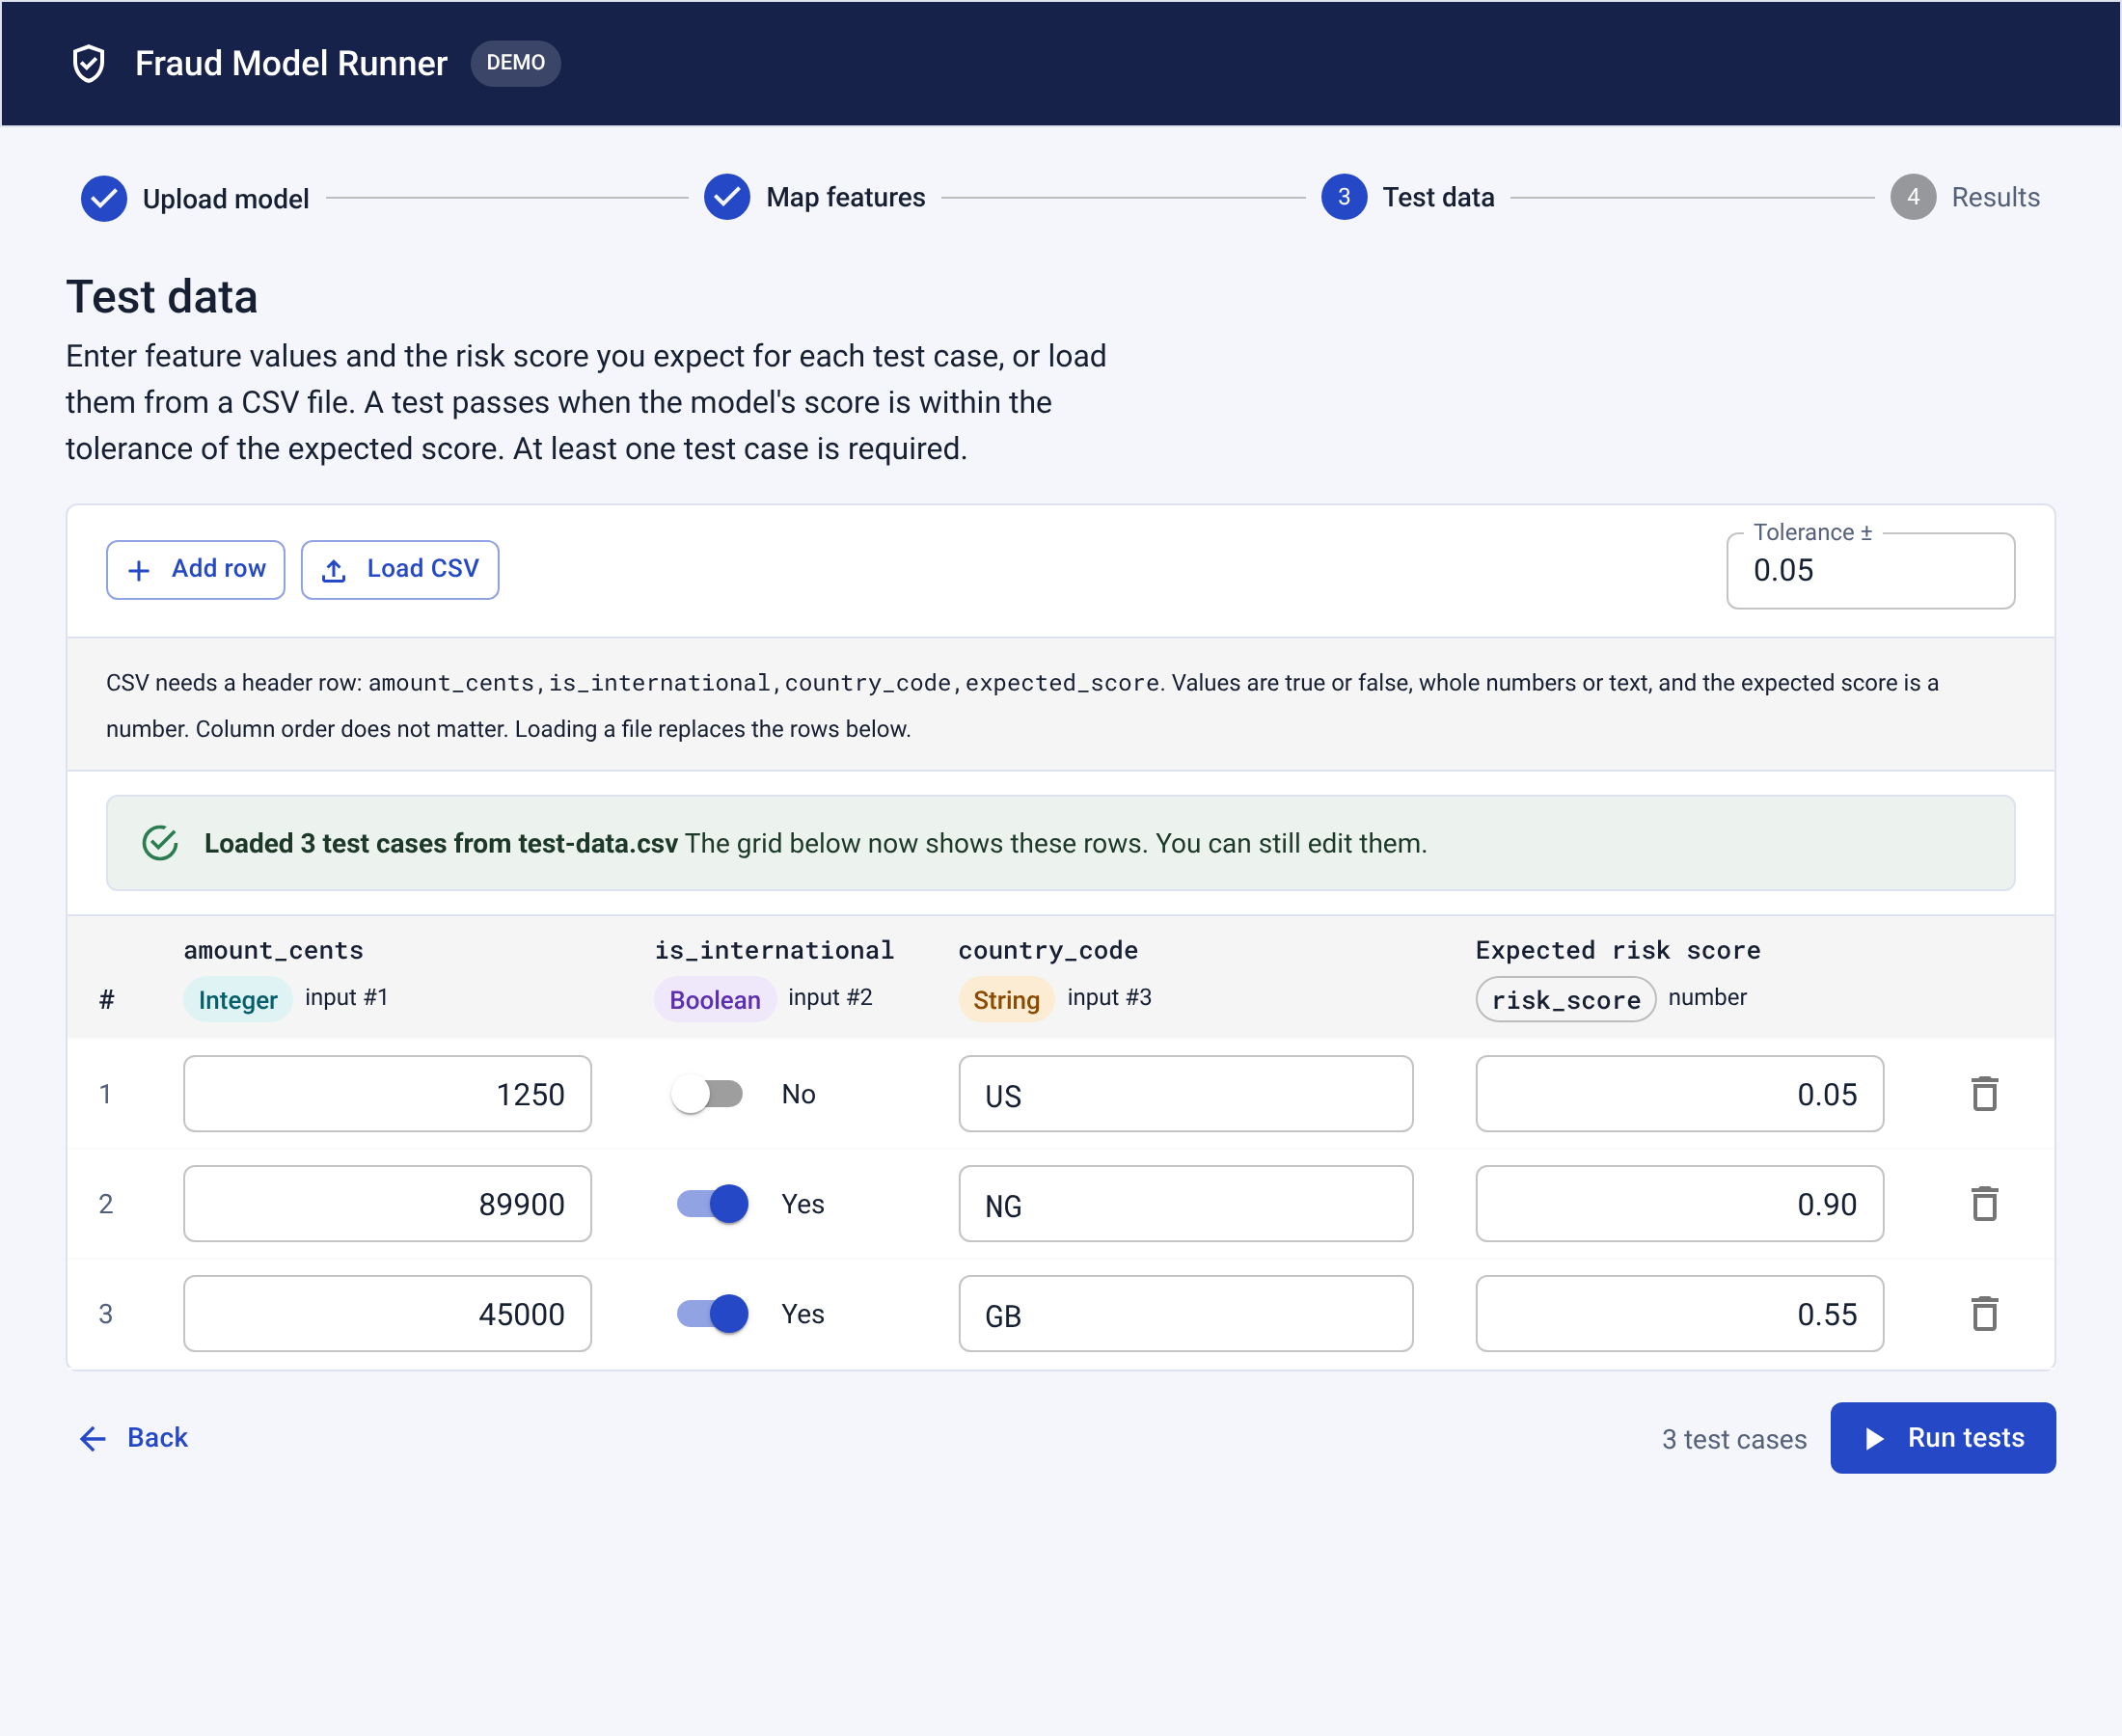 Fraud Model Runner DEMO
Upload model Map features 3 Test data 4 Results
Test data
Enter feature values and the risk score you expect for each test case, or load
them from a CSV file. A test passes when the model's score is within the
tolerance of the expected score. At least one test case is required.
Add row Load CSV Tolerance ±
0.05
CSV needs a header row: amount_cents,is_international,country_code,expected_score. Values are true or false, whole numbers or text, and the expected score is a
number. Column order does not matter. Loading a file replaces the rows below.
Loaded 3 test cases from test-data.csv The grid below now shows these rows. You can still edit them.
amount_cents is_international country_code Expected risk score
# Integer input #1 Boolean input #2 String input #3 risk_score number
1 1250 No US 0.05
2 89900 Yes NG 0.90
3 45000 Yes GB 0.55
Back 3 test cases Run tests